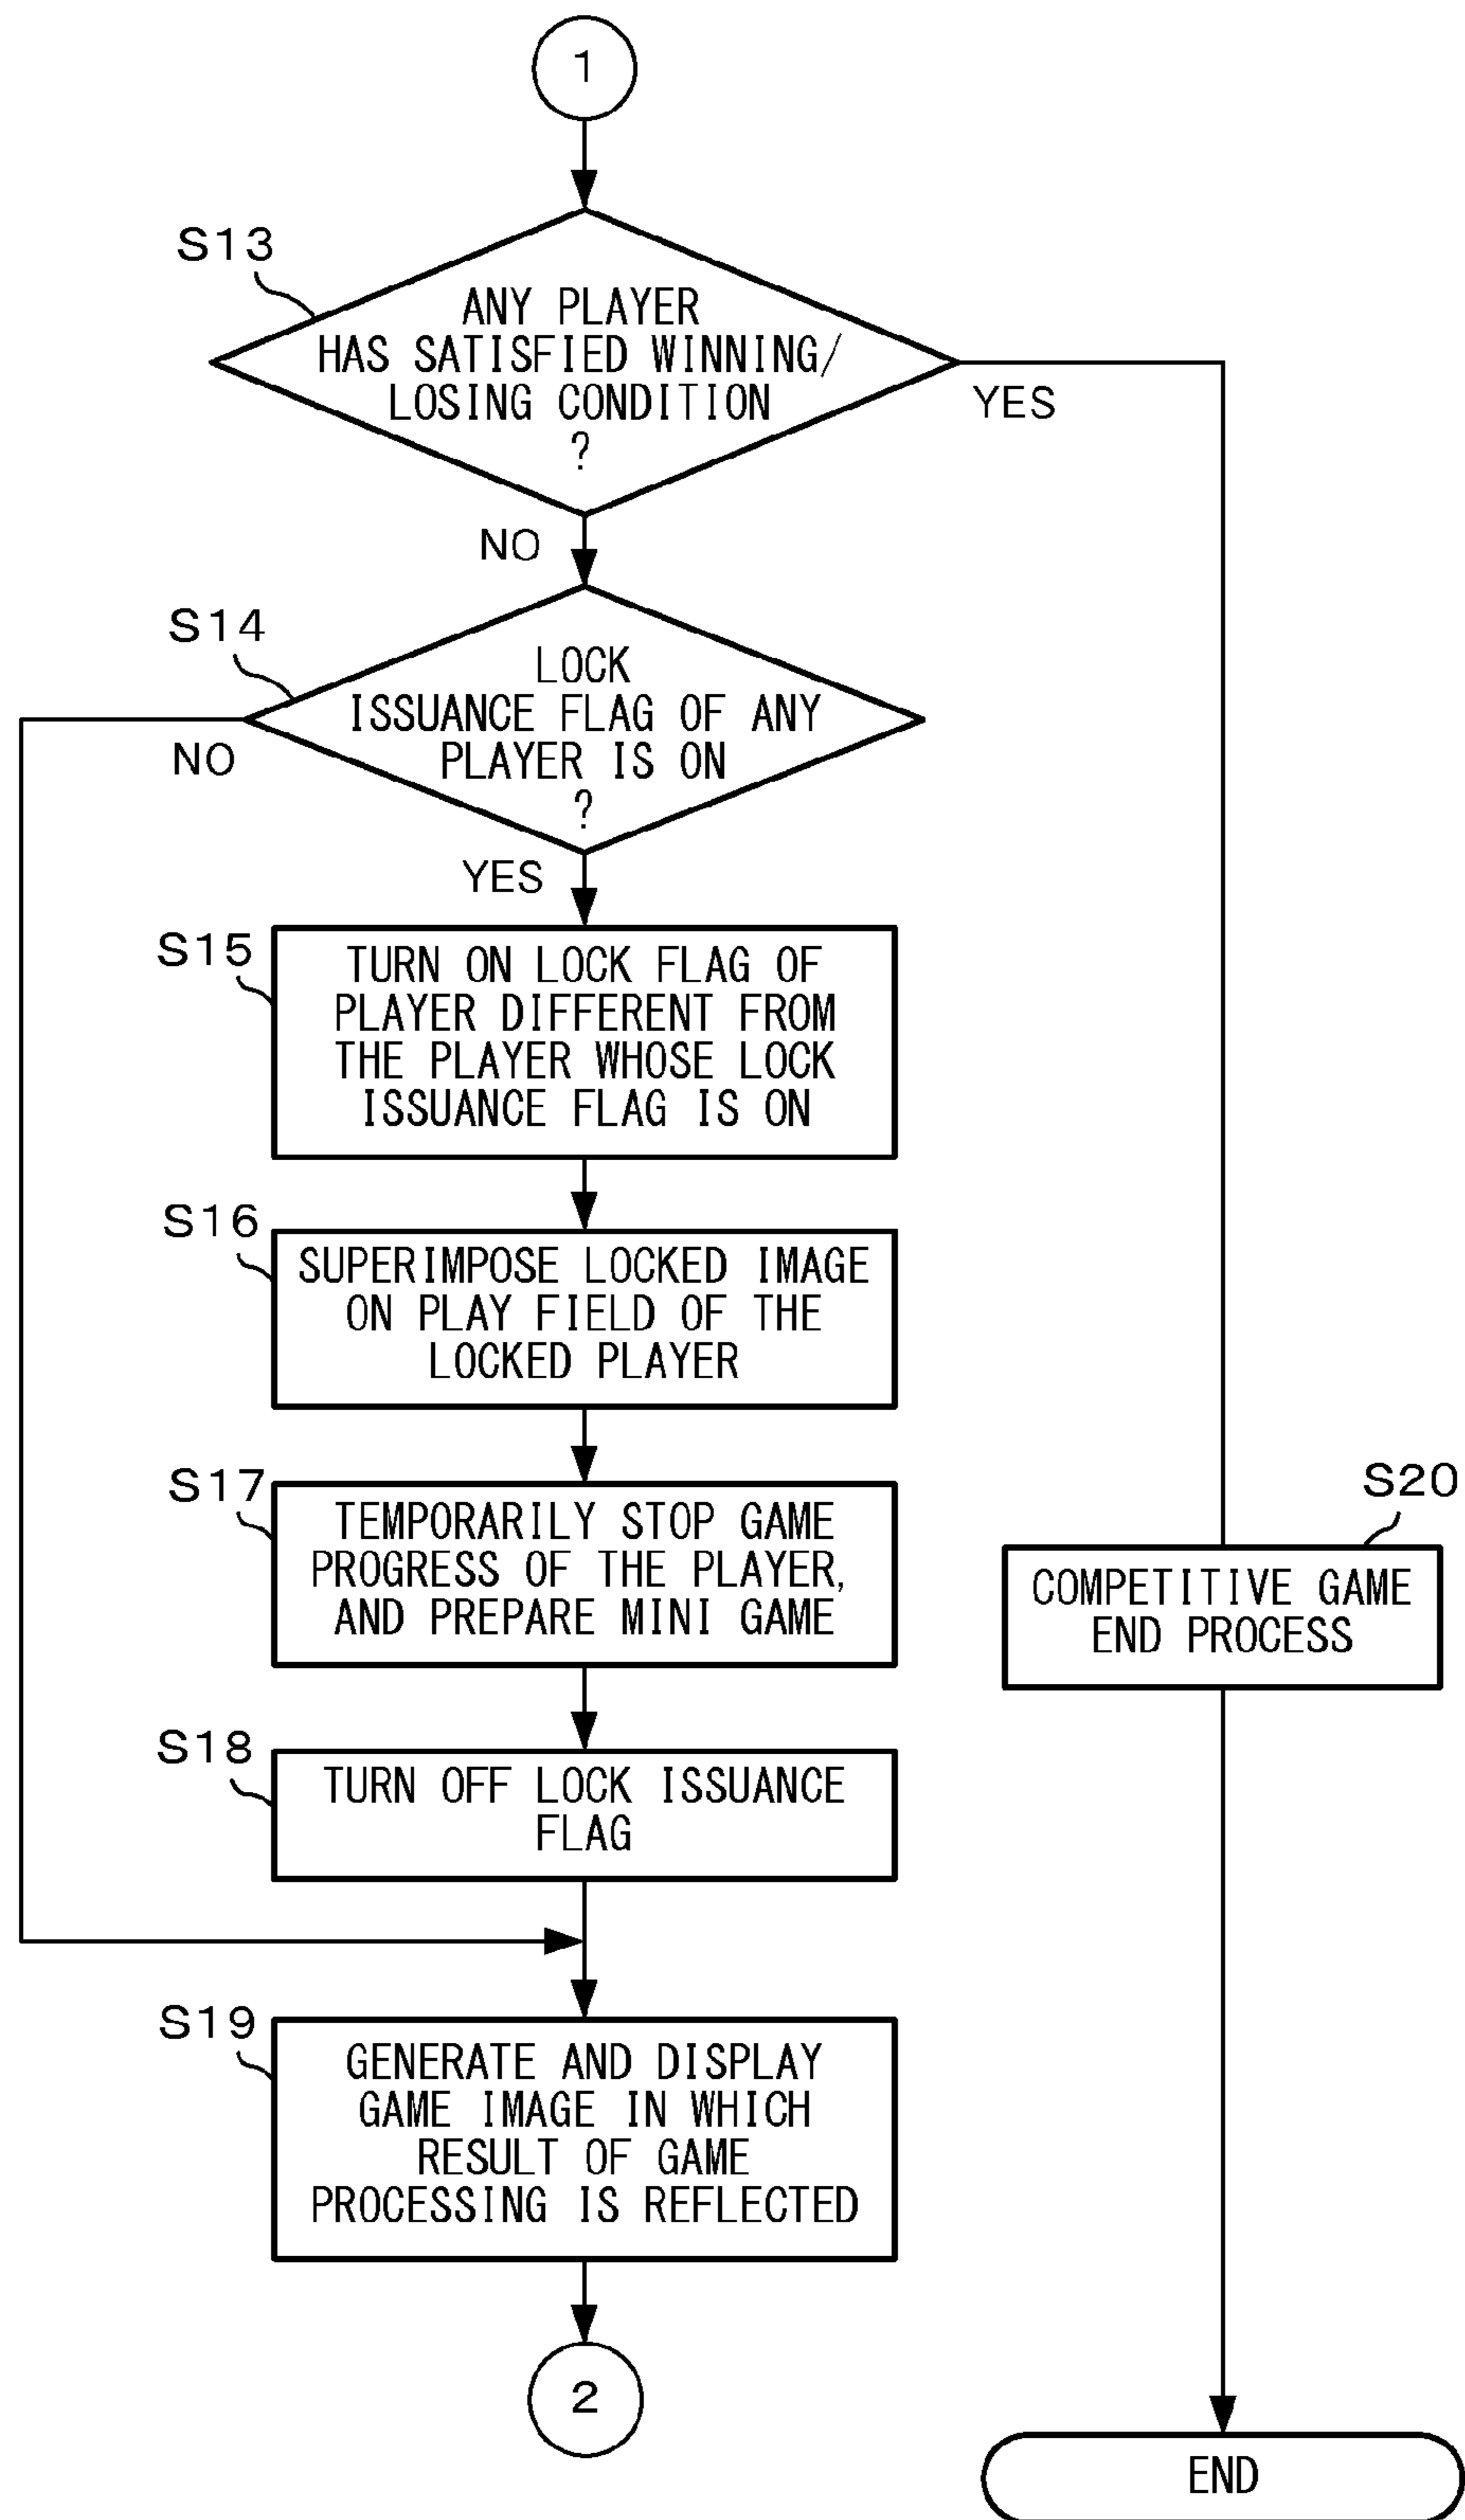 1
S13
ANY PLAYER
HAS SATISFIED WINNING/
LOSING CONDITION
?
YES
NO
S14
LOCK
ISSUANCE FLAG OF ANY
PLAYER IS ON
?
NO
YES
S15
TURN ON LOCK FLAG OF
PLAYER DIFFERENT FROM
THE PLAYER WHOSE LOCK
ISSUANCE FLAG IS ON
S16
SUPERIMPOSE LOCKED IMAGE
ON PLAY FIELD OF THE
LOCKED PLAYER
S17
TEMPORARILY STOP GAME
PROGRESS OF THE PLAYER,
AND PREPARE MINI GAME
S20
COMPETITIVE GAME
END PROCESS
S18
TURN OFF LOCK ISSUANCE
FLAG
S19
GENERATE AND DISPLAY
GAME IMAGE IN WHICH
RESULT OF GAME
PROCESSING IS REFLECTED
2
END